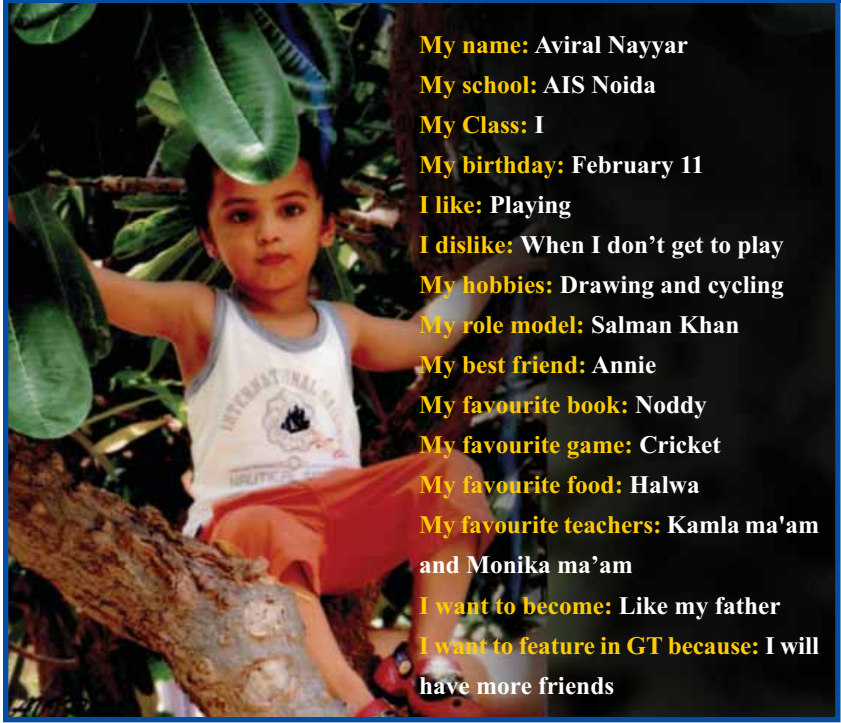 My name: Aviral Nayyar
My school: AIS Noida
My Class: I
My birthday: February 11
I like: Playing
I dislike: When I don’t get to play
My hobbies: Drawing and cycling
My role model: Salman Khan
My best friend: Annie
My favourite book: Noddy
My favourite game: Cricket
My favourite food: Halwa
My favourite teachers: Kamla ma'am
and Monika ma’am
I want to become: Like my father
I want to feature in GT because: I will
have more friends
INTERNATIONAL
NAUTICAL